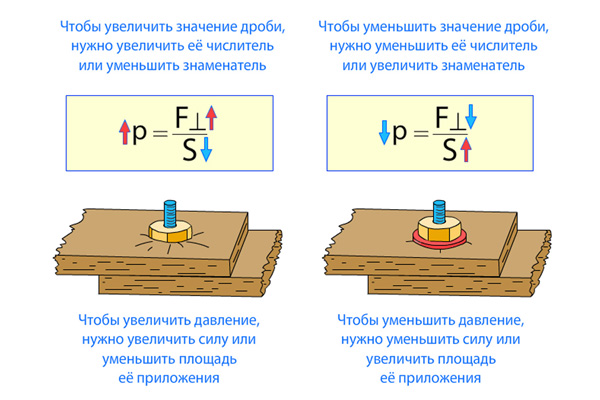 Чтобы увеличить значение дроби,
нужно увеличить её числитель
или уменьшить знаменатель
p = F⊥/S
Чтобы увеличить давление,
нужно увеличить силу или
уменьшить площадь
её приложения
Чтобы уменьшить значение дроби,
нужно уменьшить её числитель
или увеличить знаменатель
p = F⊥/S
Чтобы уменьшить давление,
нужно уменьшить силу или
увеличить площадь
её приложения